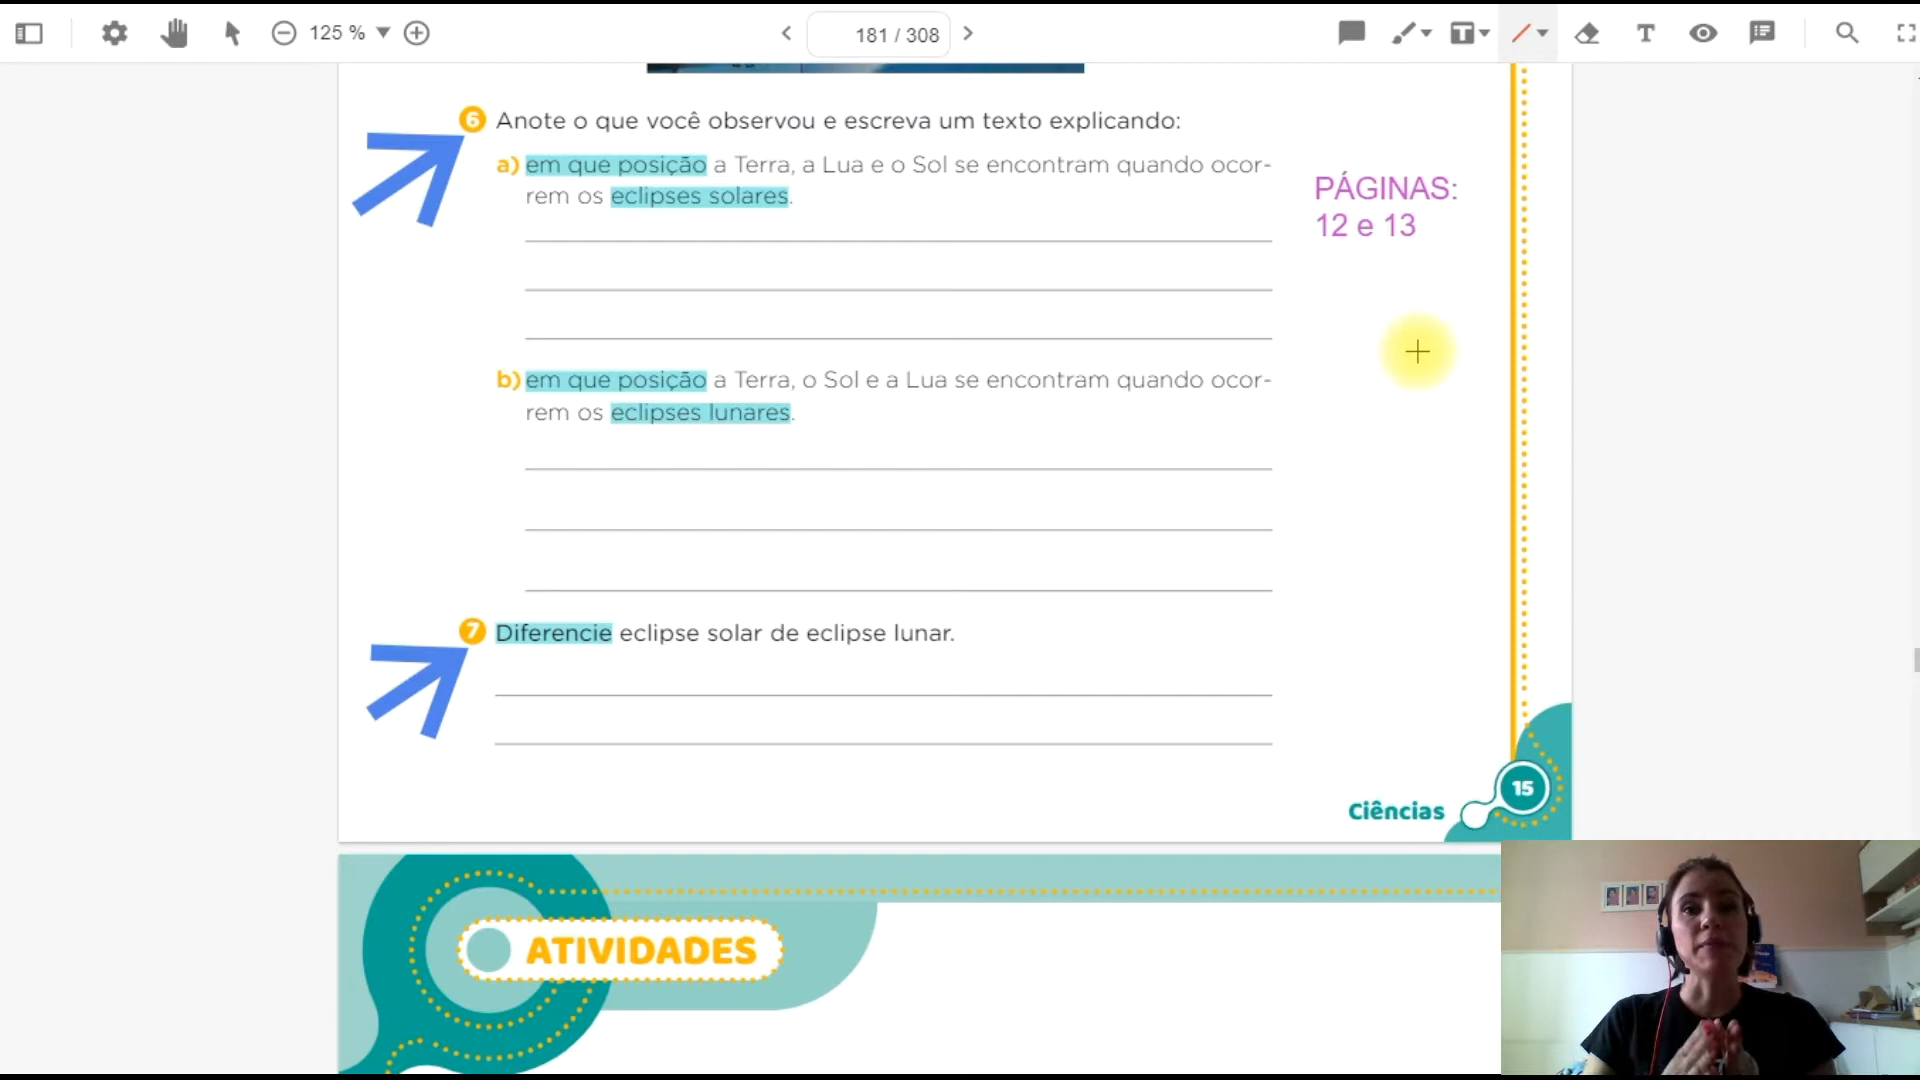 125 %
181 / 308
6 Anote o que você observou e escreva um texto explicando:
a) em que posição a Terra, a Lua e o Sol se encontram quando ocor-
rem os eclipses solares.
PÁGINAS:
12 e 13
b) em que posição a Terra, o Sol e a Lua se encontram quando ocor-
rem os eclipses lunares.
7 Diferencie eclipse solar de eclipse lunar.
Ciências
15
ATIVIDADES